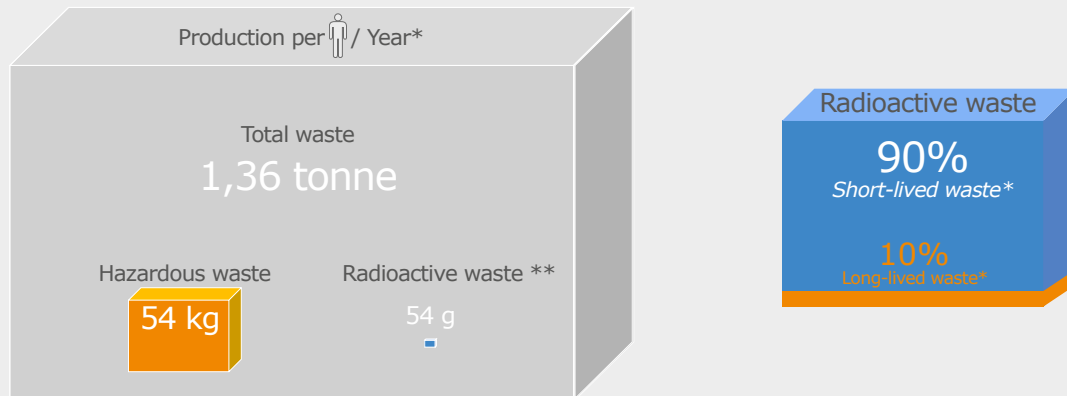 Production per / Year*
Total waste
1,36 tonne
Hazardous waste
54 kg
Radioactive waste **
54 g
Radioactive waste
90%
Short-lived waste*
10%
Long-lived waste*